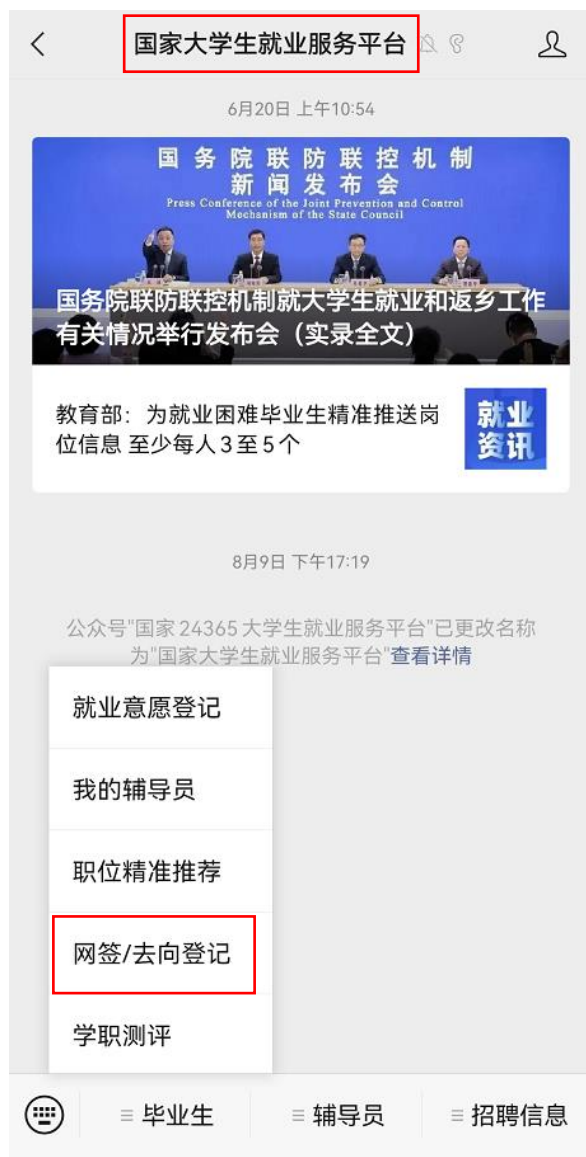 国家大学生就业服务平台
6月20日 上午10:54
国务院联防联控机制
新闻发布会
Press Conference of the Joint Prevention and Control
Mechanism of the State Council
国务院联防联控机制就大学生就业和返乡工作
有关情况举行发布会（实录全文）
教育部：为就业困难毕业生精准推送岗
位信息 至少每人3至5个
就业
资讯
8月9日 下午17:19
公众号"国家24365大学生就业服务平台"已更改名称
为"国家大学生就业服务平台"查看详情
就业意愿登记
我的辅导员
职位精准推荐
网签/去向登记
学职测评
毕业生
辅导员
招聘信息